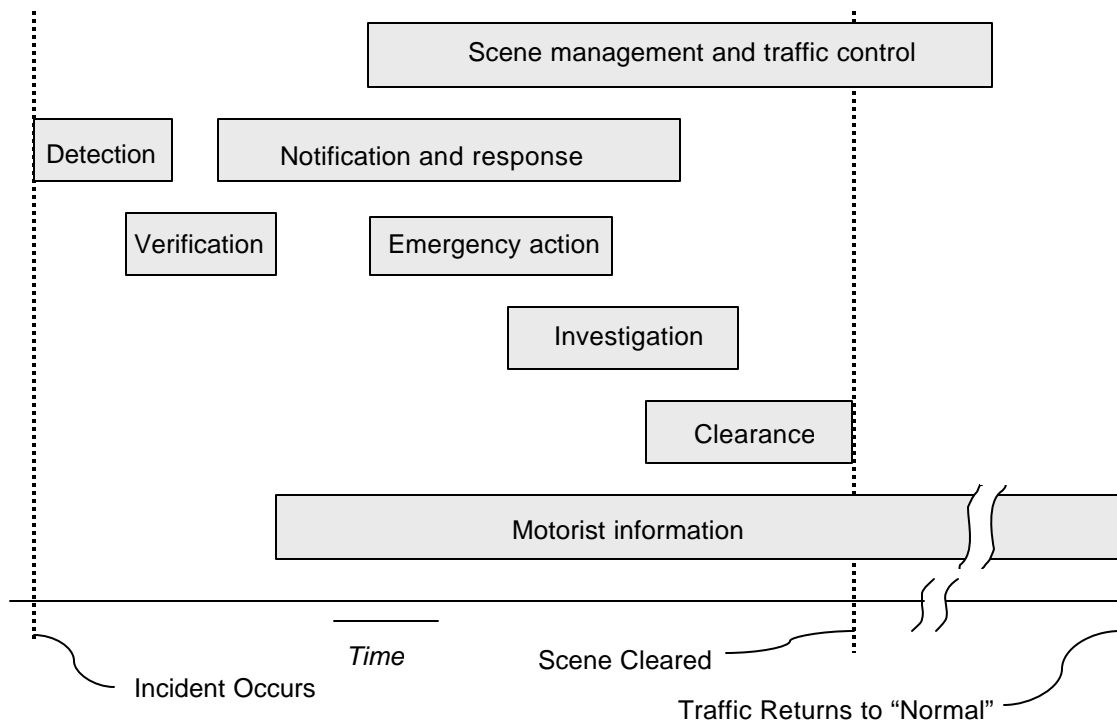 Scene management and traffic control
Detection
Notification and response
Verification
Emergency action
Investigation
Clearance
Motorist information
Time
Scene Cleared
Incident Occurs
Traffic Returns to “Normal”